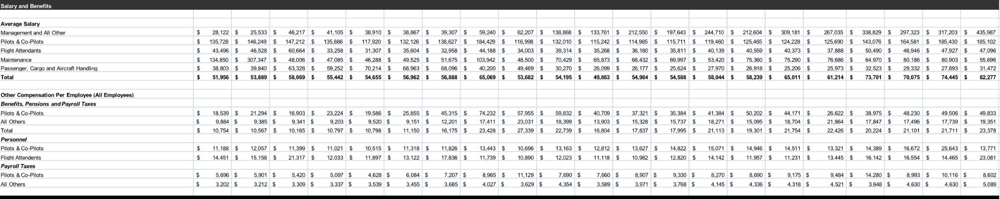 Salary and Benefits
Average Salary
Management and All Other $ 28,122 $ 25,533 $ 46,217 $ 41,105 $ 38,910 $ 38,867 $ 39,307 $ 59,240 $ 62,207 $ 138,868 $ 133,761 $ 212,550 $ 197,643 $ 244,710 $ 212,604 $ 309,181 $ 267,035 $ 338,829 $ 297,323 $ 317,203 $ 435,987
Pilots & Co-Pilots $ 135,728 $ 146,249 $ 147,212 $ 135,886 $ 117,920 $ 132,126 $ 138,627 $ 184,429 $ 116,998 $ 132,010 $ 115,242 $ 114,985 $ 115,711 $ 119,460 $ 125,465 $ 124,228 $ 125,690 $ 143,076 $ 164,581 $ 185,430 $ 185,102
Flight Attendants $ 43,496 $ 46,528 $ 60,664 $ 33,258 $ 31,307 $ 35,604 $ 32,958 $ 44,188 $ 34,003 $ 39,314 $ 35,268 $ 36,180 $ 35,811 $ 40,139 $ 40,559 $ 40,373 $ 37,888 $ 50,490 $ 46,946 $ 47,927 $ 47,096
Maintenance $ 134,850 $ 307,347 $ 48,006 $ 47,085 $ 46,288 $ 49,525 $ 51,675 $ 103,942 $ 48,500 $ 70,429 $ 65,873 $ 68,432 $ 69,997 $ 53,420 $ 75,360 $ 75,290 $ 76,686 $ 64,970 $ 80,186 $ 80,903 $ 55,696
Passenger, Cargo and Aircraft Handling $ 38,803 $ 39,840 $ 63,328 $ 59,252 $ 70,214 $ 68,963 $ 68,096 $ 40,200 $ 49,469 $ 30,270 $ 26,099 $ 26,177 $ 25,624 $ 27,970 $ 26,918 $ 25,206 $ 25,973 $ 32,523 $ 29,332 $ 27,893 $ 31,472
Total $ 51,956 $ 53,889 $ 58,069 $ 55,442 $ 54,655 $ 56,962 $ 56,888 $ 65,069 $ 53,682 $ 54,195 $ 49,863 $ 54,984 $ 54,588 $ 58,044 $ 58,239 $ 65,011 $ 61,214 $ 73,701 $ 70,075 $ 74,445 $ 82,277
Other Compensation Per Employee (All Employees)
Benefits, Pensions and Payroll Taxes
Pilots & Co-Pilots $ 18,539 $ 21,294 $ 16,903 $ 23,224 $ 19,586 $ 25,855 $ 45,315 $ 74,232 $ 57,955 $ 59,832 $ 40,709 $ 37,321 $ 35,384 $ 41,384 $ 50,202 $ 44,171 $ 26,622 $ 38,975 $ 48,230 $ 49,506 $ 49,833
All Others $ 9,884 $ 9,385 $ 9,341 $ 9,203 $ 9,520 $ 9,151 $ 12,201 $ 17,411 $ 23,031 $ 18,399 $ 13,903 $ 15,328 $ 15,737 $ 18,271 $ 15,095 $ 18,704 $ 21,864 $ 17,847 $ 17,496 $ 17,739 $ 19,351
Total $ 10,754 $ 10,567 $ 10,165 $ 10,797 $ 10,798 $ 11,150 $ 16,175 $ 23,428 $ 27,339 $ 22,739 $ 16,804 $ 17,837 $ 17,995 $ 21,113 $ 19,301 $ 21,754 $ 22,426 $ 20,224 $ 21,101 $ 21,711 $ 23,378
Personnel
Pilots & Co-Pilots $ 11,188 $ 12,057 $ 11,399 $ 11,021 $ 10,515 $ 11,318 $ 11,826 $ 13,443 $ 10,696 $ 13,163 $ 12,812 $ 13,627 $ 14,822 $ 15,071 $ 14,946 $ 14,511 $ 13,321 $ 14,389 $ 16,672 $ 25,643 $ 13,771
Flight Attendents $ 14,451 $ 15,158 $ 21,317 $ 12,033 $ 11,897 $ 13,122 $ 17,836 $ 11,739 $ 10,890 $ 12,023 $ 11,118 $ 10,982 $ 12,820 $ 14,142 $ 11,957 $ 11,231 $ 13,445 $ 16,142 $ 16,554 $ 14,465 $ 23,081
Payroll Taxes
Pilots & Co-Pilots $ 5,696 $ 5,901 $ 5,420 $ 5,097 $ 4,628 $ 6,084 $ 7,207 $ 8,965 $ 11,129 $ 7,690 $ 7,660 $ 8,907 $ 9,330 $ 8,270 $ 8,690 $ 9,175 $ 9,484 $ 14,280 $ 8,993 $ 10,116 $ 8,602
All Others $ 3,202 $ 3,212 $ 3,309 $ 3,337 $ 3,539 $ 3,455 $ 3,685 $ 4,027 $ 3,629 $ 4,354 $ 3,589 $ 3,971 $ 3,768 $ 4,145 $ 4,336 $ 4,318 $ 4,521 $ 3,648 $ 4,630 $ 4,630 $ 5,089